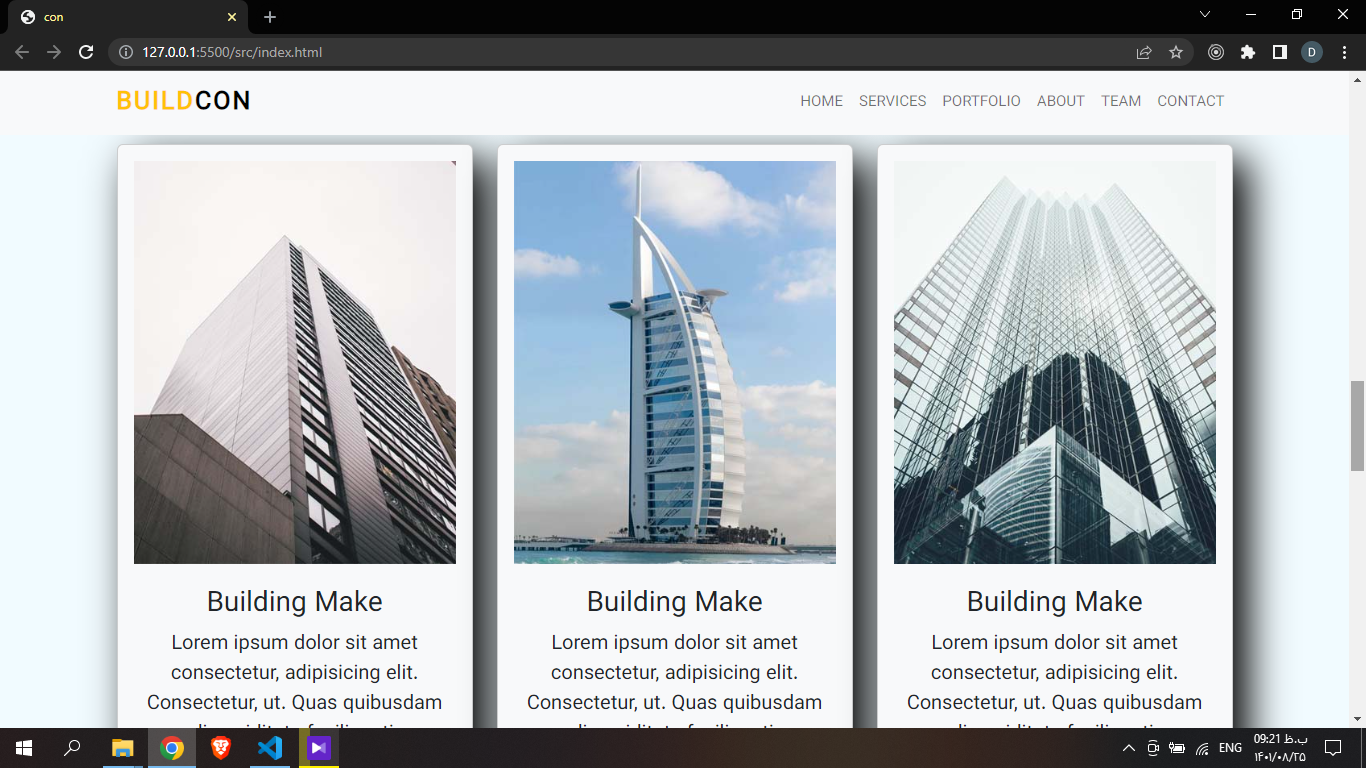 con
127.0.0.1:5500/src/index.html
D
BUILDCON
HOME SERVICES PORTFOLIO ABOUT TEAM CONTACT
Building Make
Lorem ipsum dolor sit amet
consectetur, adipisicing elit.
Consectetur, ut. Quas quibusdam
Building Make
Lorem ipsum dolor sit amet
consectetur, adipisicing elit.
Consectetur, ut. Quas quibusdam
Building Make
Lorem ipsum dolor sit amet
consectetur, adipisicing elit.
Consectetur, ut. Quas quibusdam
ENG
09:21 ب.ظ
۱۴۰۱/۰۸/۲۵